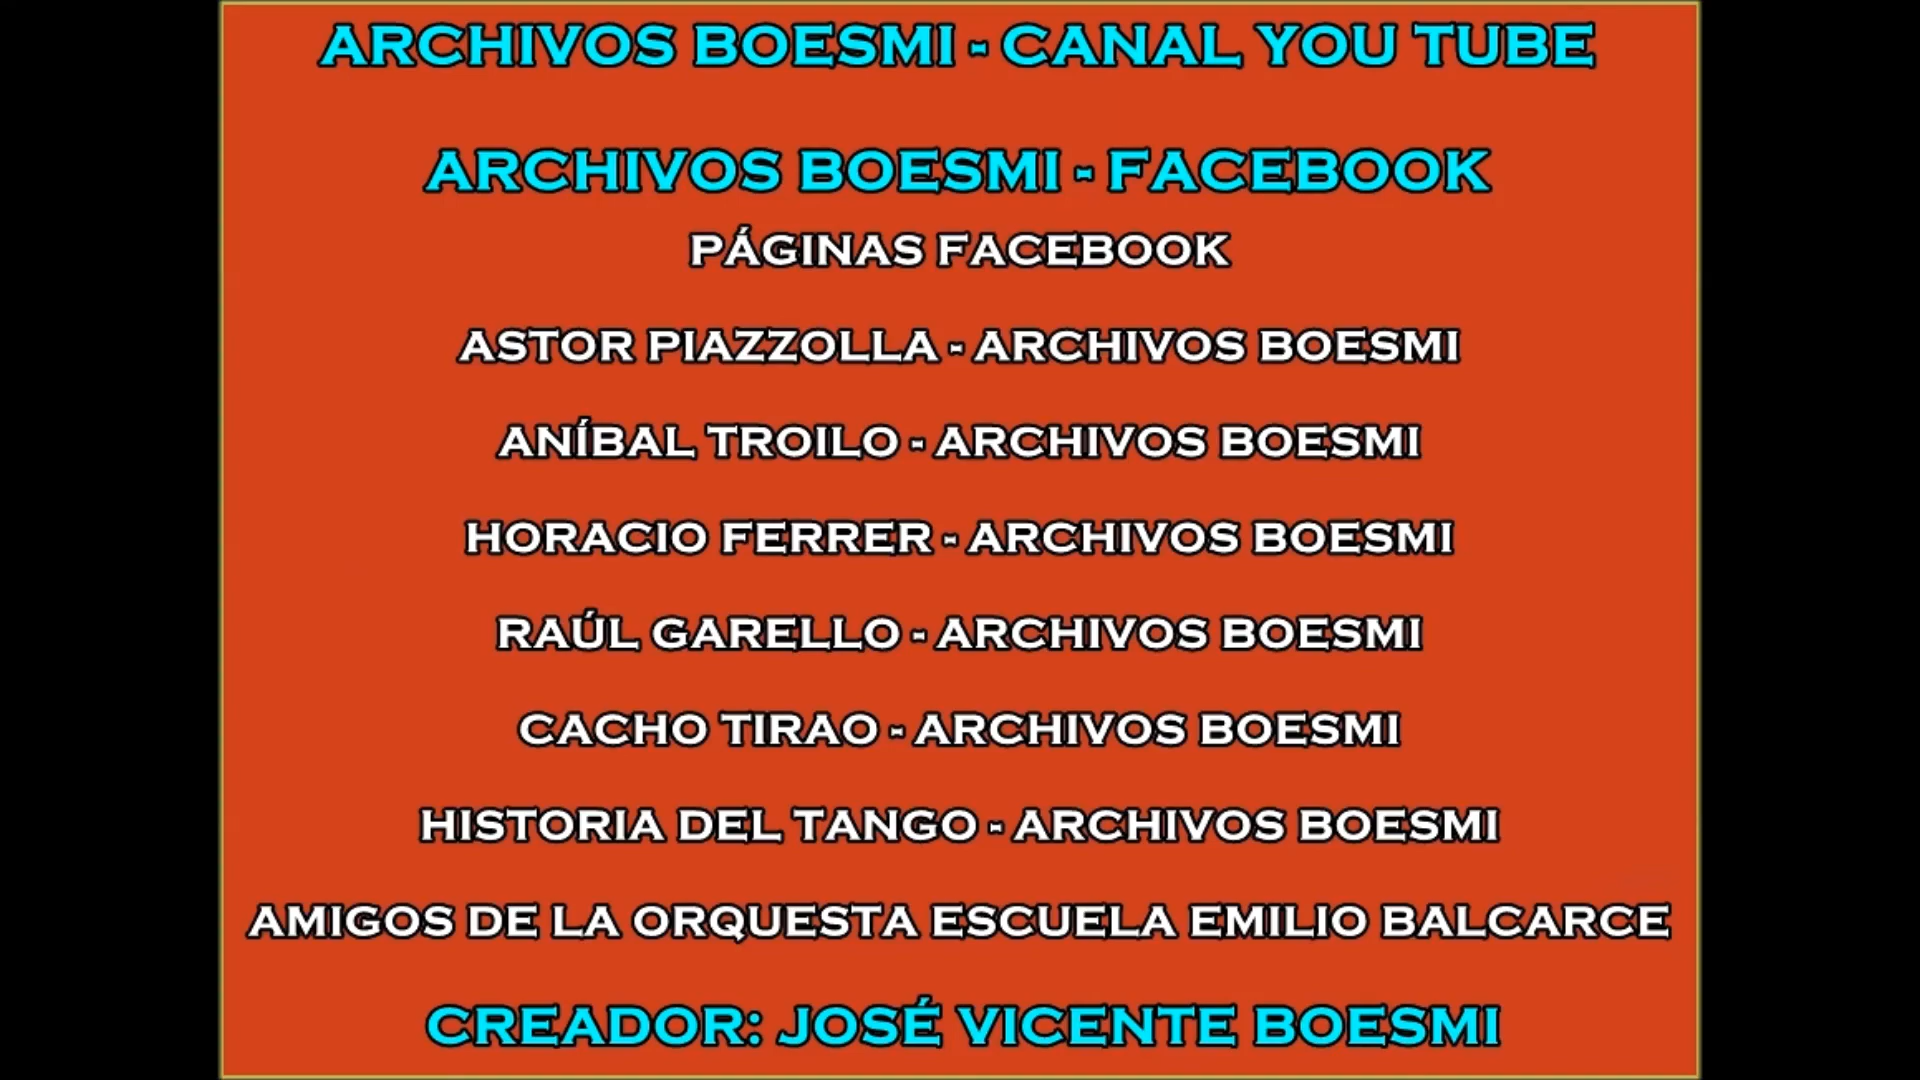 ARCHIVOS BOESMI - CANAL YOU TUBE
ARCHIVOS BOESMI - FACEBOOK
PÁGINAS FACEBOOK
ASTOR PIAZZOLLA - ARCHIVOS BOESMI
ANÍBAL TROILO - ARCHIVOS BOESMI
HORACIO FERRER - ARCHIVOS BOESMI
RAÚL GARELLO - ARCHIVOS BOESMI
CACHO TIRAO - ARCHIVOS BOESMI
HISTORIA DEL TANGO - ARCHIVOS BOESMI
AMIGOS DE LA ORQUESTA ESCUELA EMILIO BALCARCE
CREADOR: JOSÉ VICENTE BOESMI